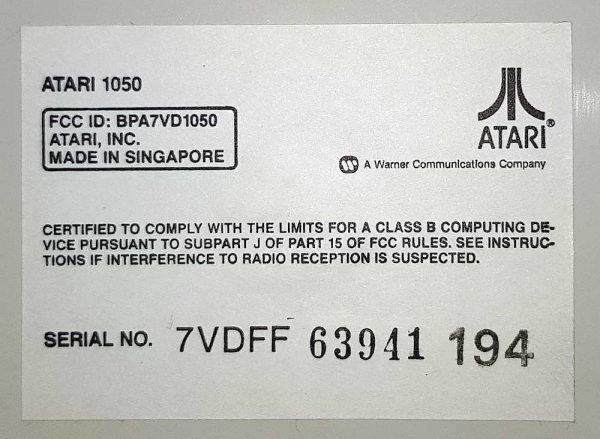 ATARI 1050
FCC ID: BPA7VD1050
ATARI, INC.
MADE IN SINGAPORE
ATARI®
A Warner Communications Company
CERTIFIED TO COMPLY WITH THE LIMITS FOR A CLASS B COMPUTING DE-
VICE PURSUANT TO SUBPART J OF PART 15 OF FCC RULES. SEE INSTRUC-
TIONS IF INTERFERENCE TO RADIO RECEPTION IS SUSPECTED.
SERIAL NO. 7VDFF 63941 194